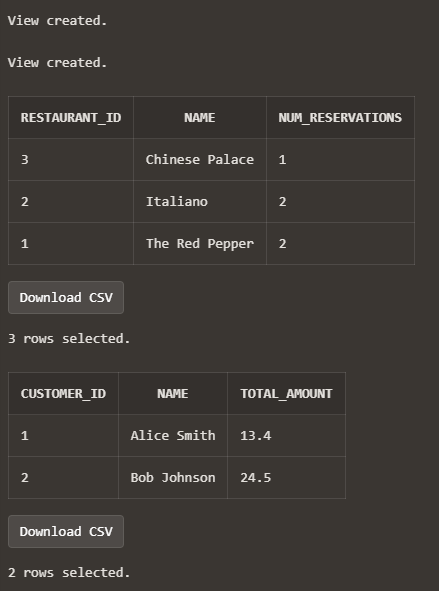 View created.
View created.
RESTAURANT_ID NAME NUM_RESERVATIONS
3 Chinese Palace 1
2 Italiano 2
1 The Red Pepper 2
Download CSV
3 rows selected.
CUSTOMER_ID NAME TOTAL_AMOUNT
1 Alice Smith 13.4
2 Bob Johnson 24.5
Download CSV
2 rows selected.